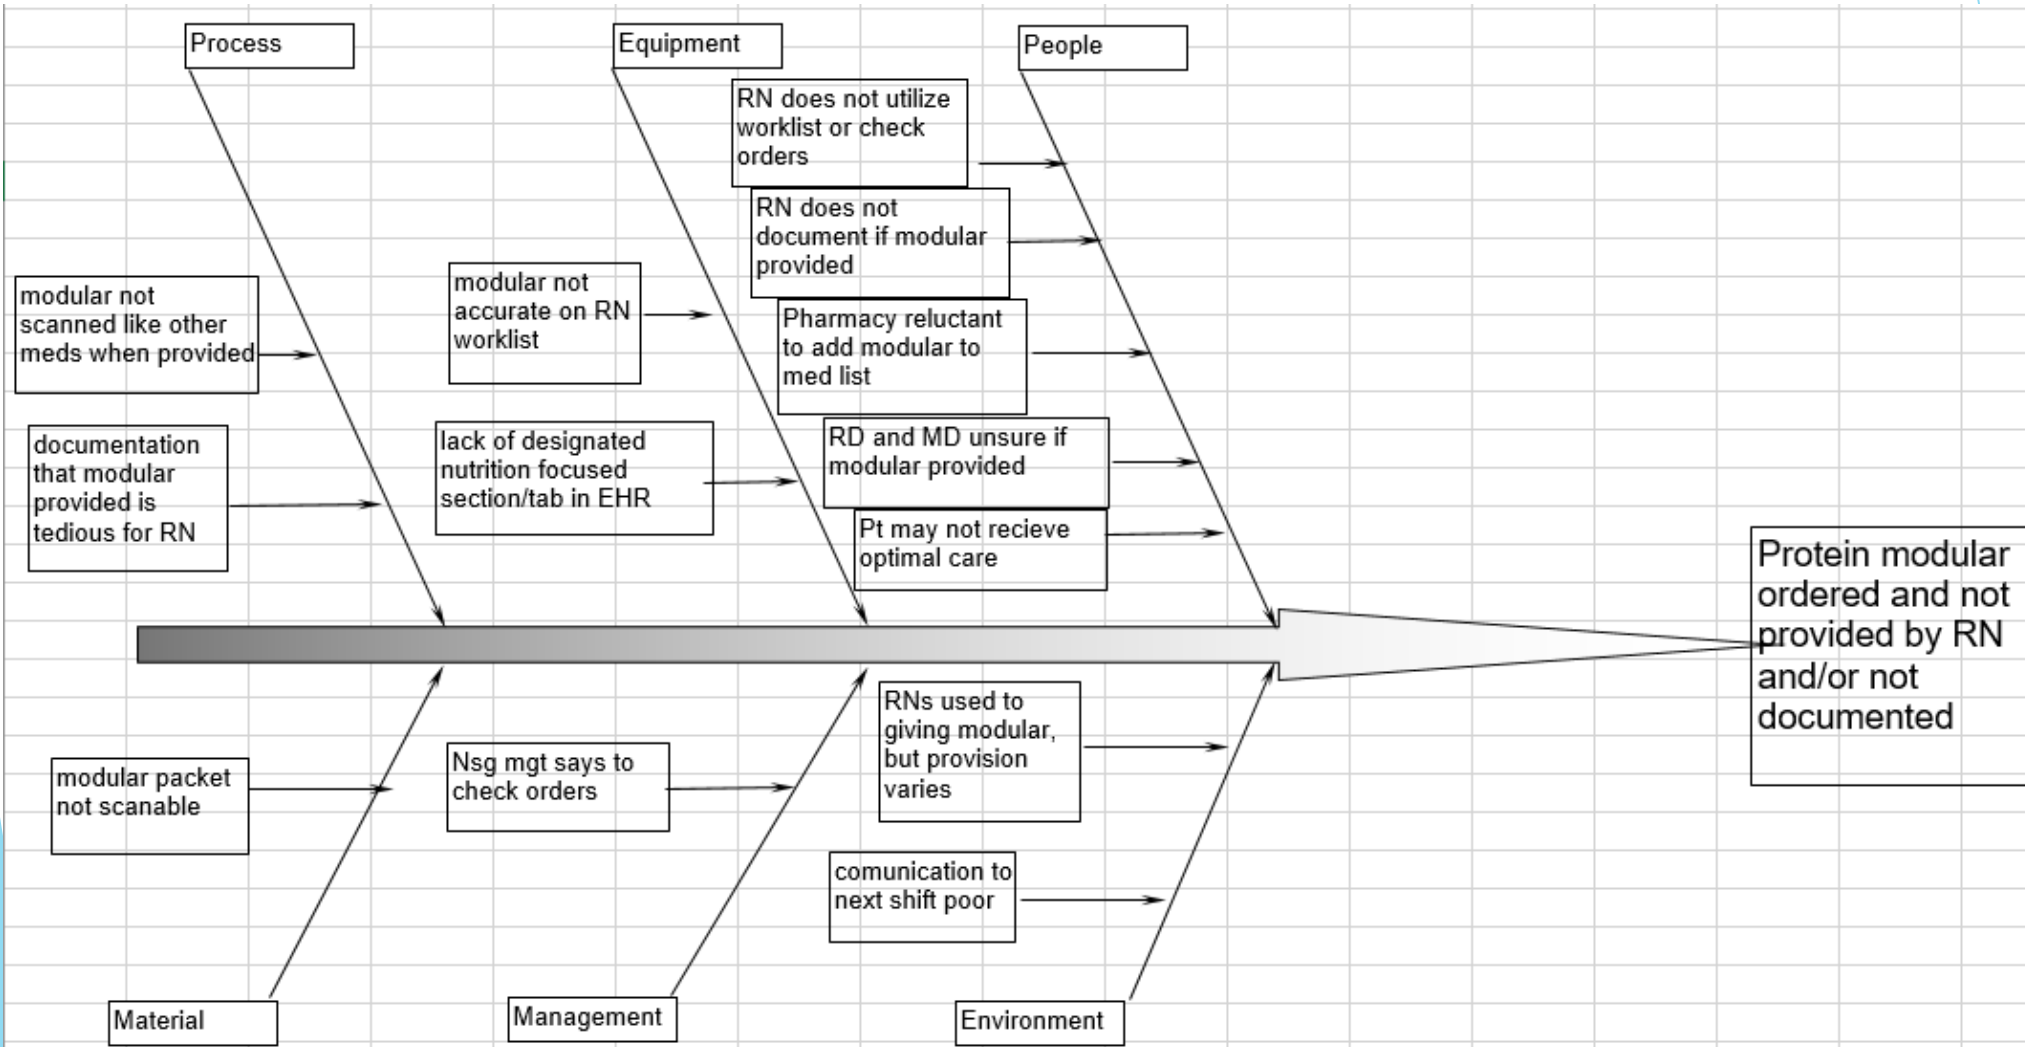 Process
Equipment
People
RN does not utilize
worklist or check
orders
RN does not
document if modular
provided
modular not
scanned like other
meds when provided
modular not
accurate on RN
worklist
Pharmacy reluctant
to add modular to
med list
documentation
that modular
provided is
tedious for RN
lack of designated
nutrition focused
section/tab in EHR
RD and MD unsure if
modular provided
Pt may not recieve
optimal care
Protein modular
ordered and not
provided by RN
and/or not
documented
modular packet
not scanable
Nsg mgt says to
check orders
RNs used to
giving modular,
but provision
varies
comunication to
next shift poor
Material
Management
Environment